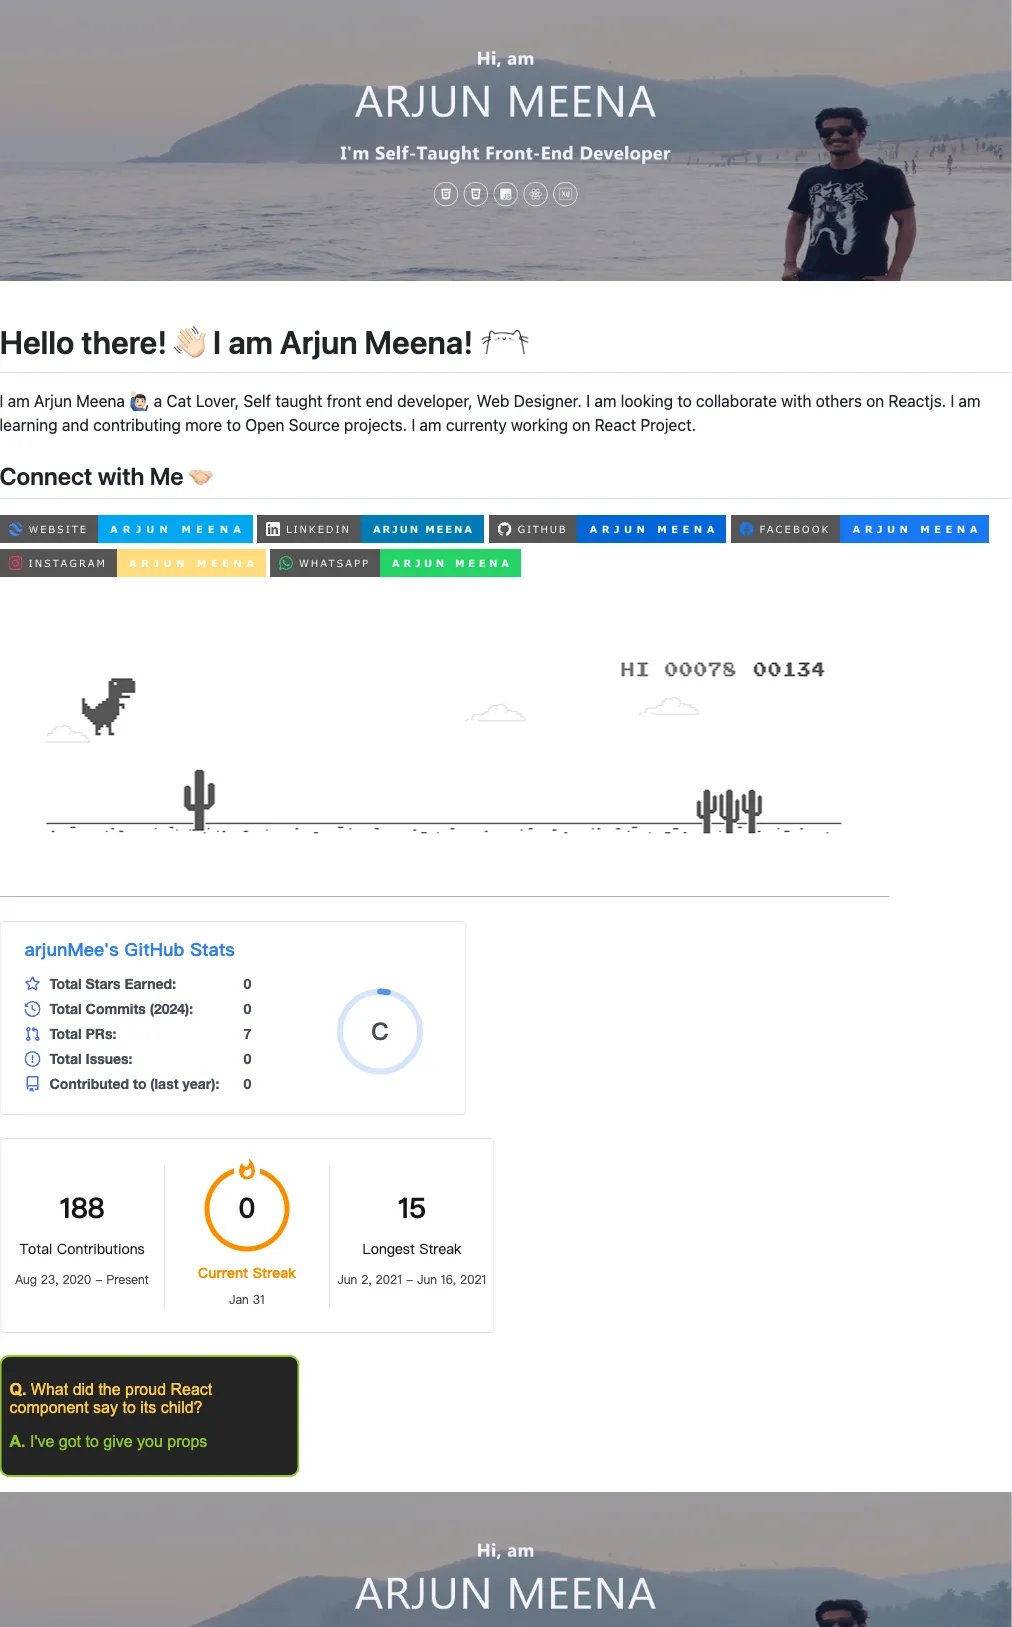 Hi, am
ARJUN MEENA
I'm Self-Taught Front-End Developer
JS
Xd
Hello there! 👋🏻 I am Arjun Meena!
I am Arjun Meena 🙋🏻‍♂️ a Cat Lover, Self taught front end developer, Web Designer. I am looking to collaborate with others on Reactjs. I am
learning and contributing more to Open Source projects. I am currenty working on React Project.
Connect with Me 🤝🏻
WEBSITE ARJUN MEENA in LINKEDIN ARJUN MEENA GITHUB ARJUN MEENA FACEBOOK ARJUN MEENA
INSTAGRAM ARJUN MEENA WHATSAPP ARJUN MEENA
HI 00078 00134
arjunMee's GitHub Stats
Total Stars Earned: 0
Total Commits (2024): 0
Total PRs: 7
Total Issues: 0
Contributed to (last year): 0
C
188
Total Contributions
Aug 23, 2020 – Present
0
Current Streak
Jan 31
15
Longest Streak
Jun 2, 2021 – Jun 16, 2021
Q. What did the proud React
component say to its child?
A. I've got to give you props
Hi, am
ARJUN MEENA